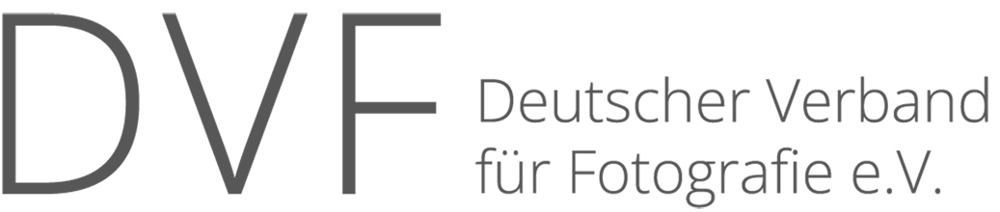 DVF
Deutscher Verband
für Fotografie e.V.